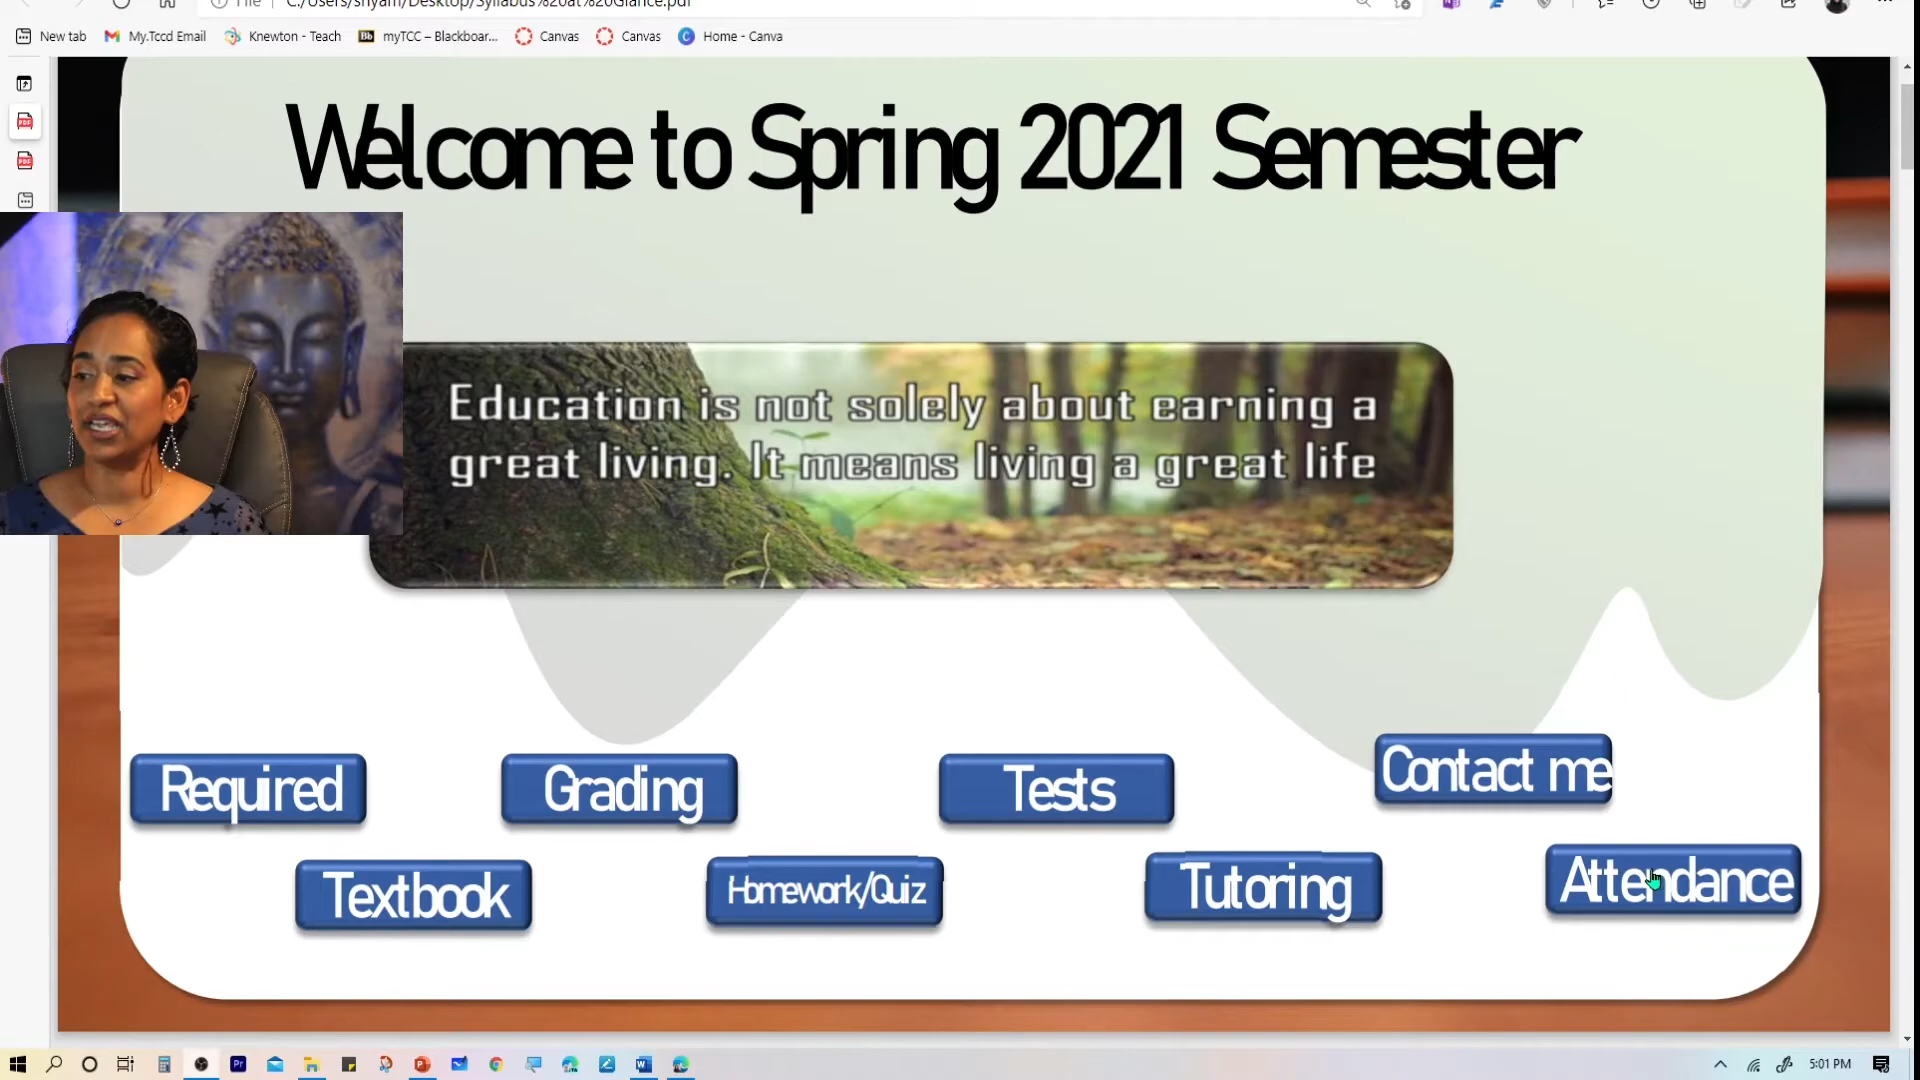 File
C:/Users/shyam/Desktop/Syllabus%20at%20Glance.pdf
New tab
My.Tccd Email
Knewton - Teach
Bb
myTCC – Blackboar...
Canvas
Canvas
C
Home - Canva
Welcome to Spring 2021 Semester
Education is not solely about earning a
great living. It means living a great life
Required
Grading
Tests
Contact me
Textbook
Homework/Quiz
Tutoring
Attendance
5:01 PM